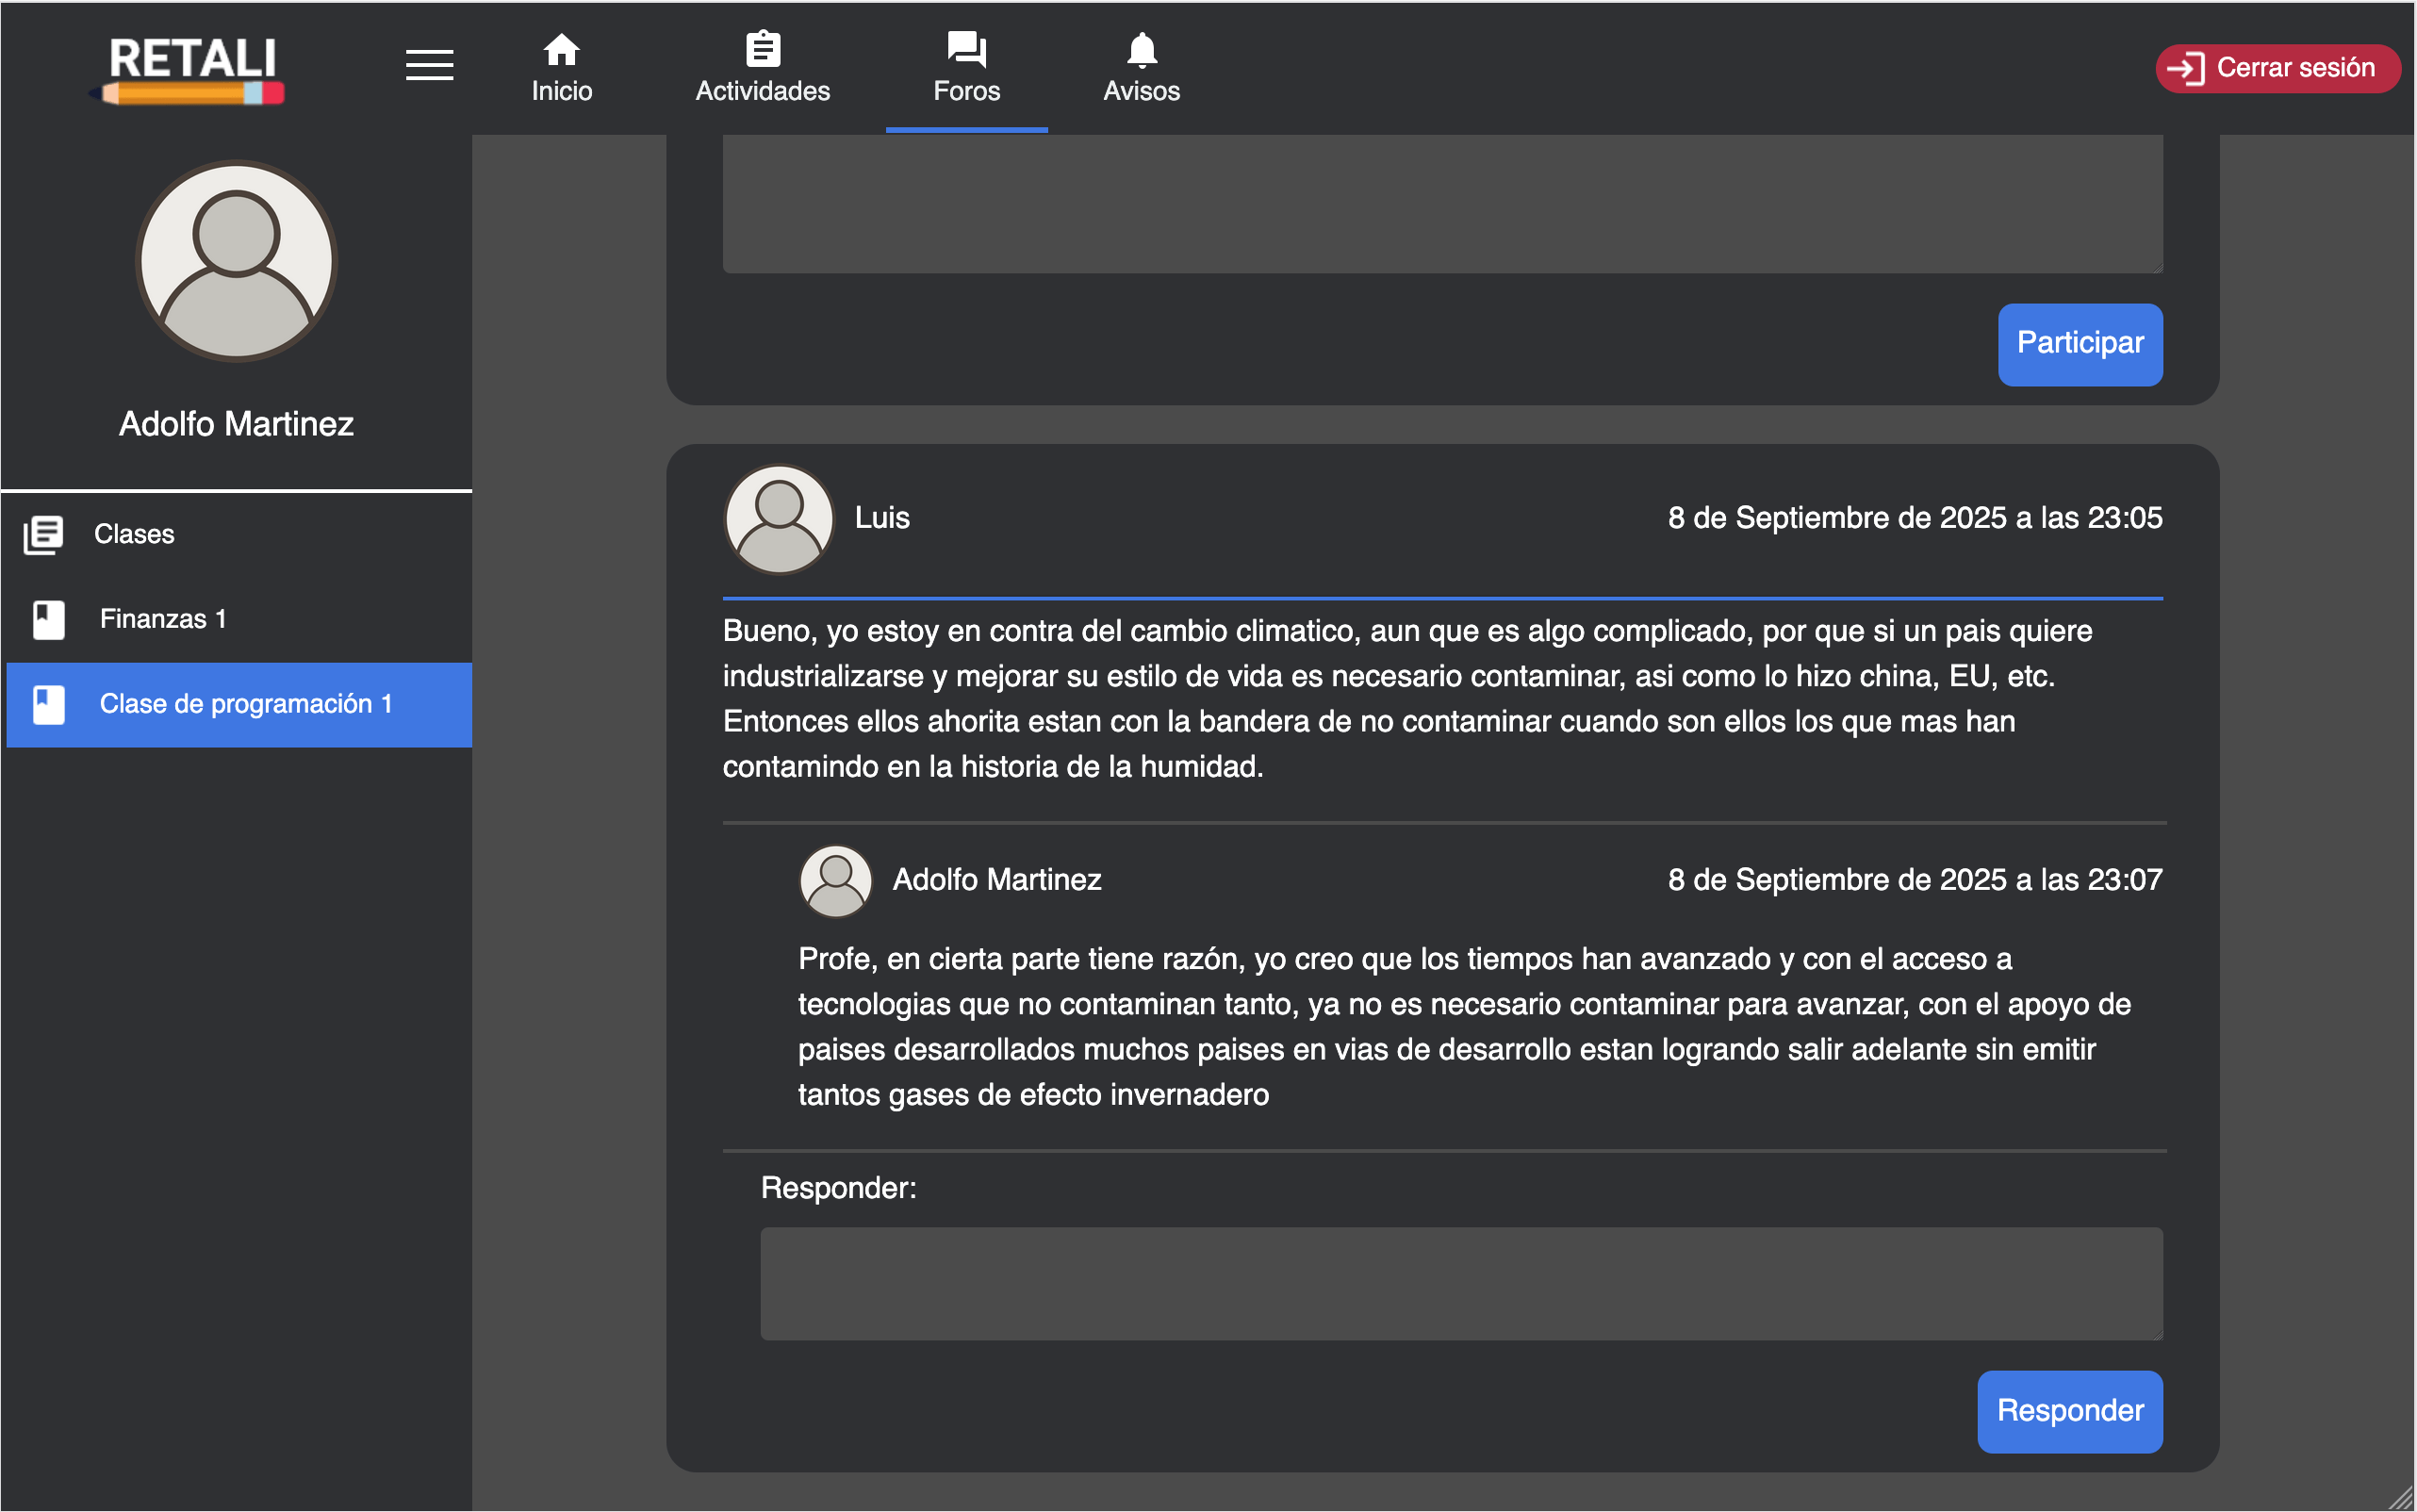 RETALI
Inicio
Actividades
Foros
Avisos
Cerrar sesión
Adolfo Martinez
Clases
Finanzas 1
Clase de programación 1
Participar
Luis
8 de Septiembre de 2025 a las 23:05
Bueno, yo estoy en contra del cambio climatico, aun que es algo complicado, por que si un pais quiere
industrializarse y mejorar su estilo de vida es necesario contaminar, asi como lo hizo china, EU, etc.
Entonces ellos ahorita estan con la bandera de no contaminar cuando son ellos los que mas han
contamindo en la historia de la humidad.
Adolfo Martinez
8 de Septiembre de 2025 a las 23:07
Profe, en cierta parte tiene razón, yo creo que los tiempos han avanzado y con el acceso a
tecnologias que no contaminan tanto, ya no es necesario contaminar para avanzar, con el apoyo de
paises desarrollados muchos paises en vias de desarrollo estan logrando salir adelante sin emitir
tantos gases de efecto invernadero
Responder:
Responder